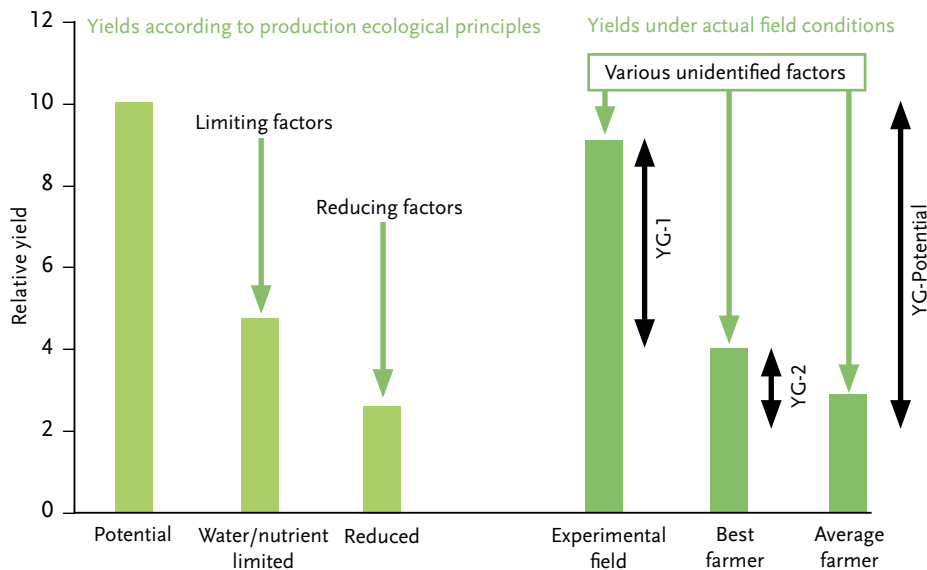 Yields according to production ecological principles
Yields under actual field conditions
Various unidentified factors
Limiting factors
Reducing factors
Relative yield
12
10
8
6
4
2
0
YG-1
YG-2
YG-Potential
Potential
Water/nutrient
limited
Reduced
Experimental
field
Best
farmer
Average
farmer